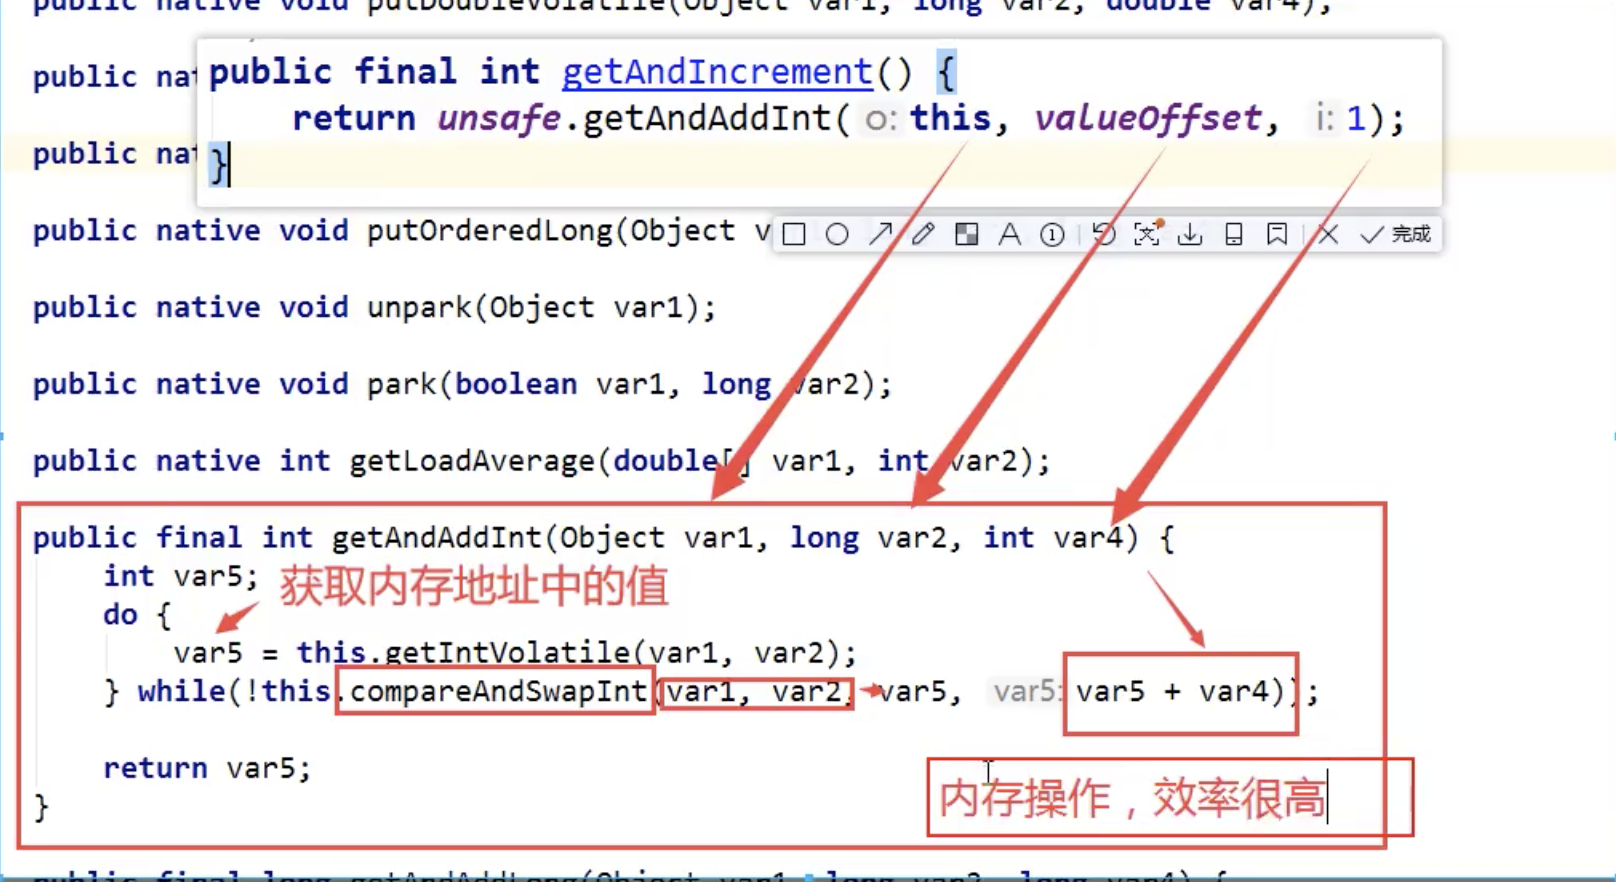 public native void putDoubleVolatile(Object var1, long var2, double var4);
public nat
public final int getAndIncrement() {
return unsafe.getAndAddInt( o: this, valueOffset, i: 1);
public nat
}
public native void putOrderedLong(Object v
完成
public native void unpark(Object var1);
public native void park(boolean var1, long var2);
public native int getLoadAverage(double[] var1, int var2);
public final int getAndAddInt(Object var1, long var2, int var4) {
int var5;
获取内存地址中的值
do {
var5 = this.getIntVolatile(var1, var2);
} while(!this.compareAndSwapInt(var1, var2, var5, var5: var5 + var4));
return var5;
内存操作，效率很高
}
public final long getAndAddLong(Object var1, long var2, long var4) {